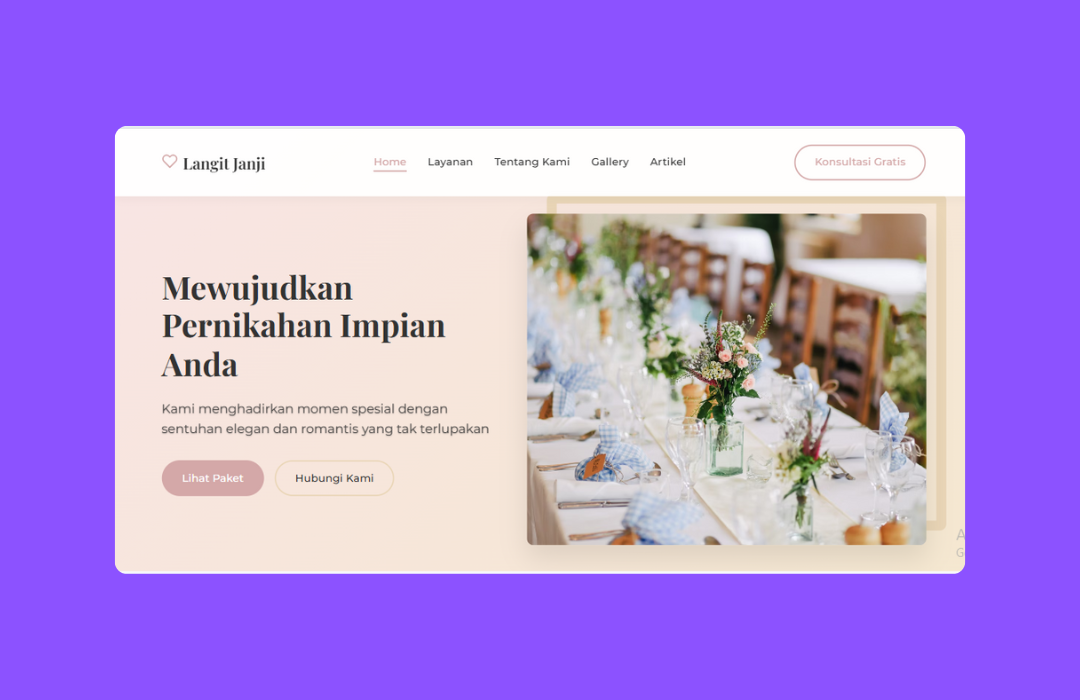 Langit Janji
Home
Layanan
Tentang Kami
Gallery
Artikel
Konsultasi Gratis
Mewujudkan
Pernikahan Impian
Anda
Kami menghadirkan momen spesial dengan
sentuhan elegan dan romantis yang tak terlupakan
Lihat Paket
Hubungi Kami